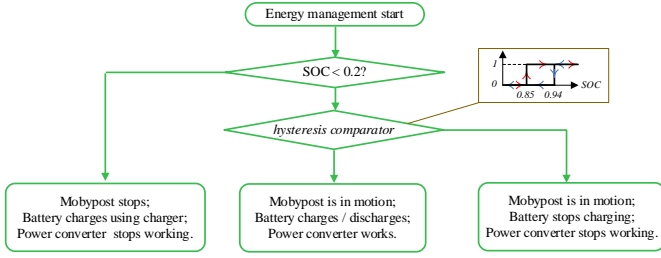 Energy management start
SOC < 0.2?
1
0
0.85 0.94
SOC
hysteresis comparator
Mobypost stops;
Battery charges using charger;
Power converter stops working.
Mobypost is in motion;
Battery charges / discharges;
Power converter works.
Mobypost is in motion;
Battery stops charging;
Power converter stops working.